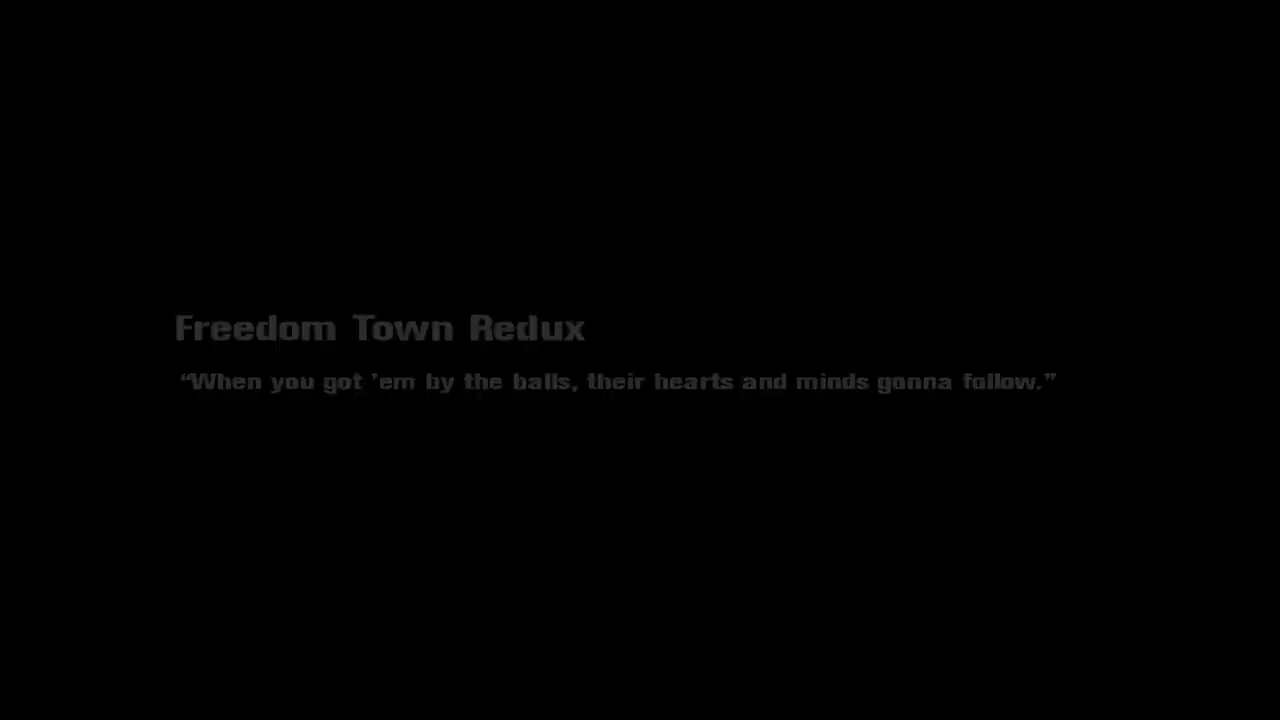 Freedom Town Redux
“When you got 'em by the balls, their hearts and minds gonna follow.”